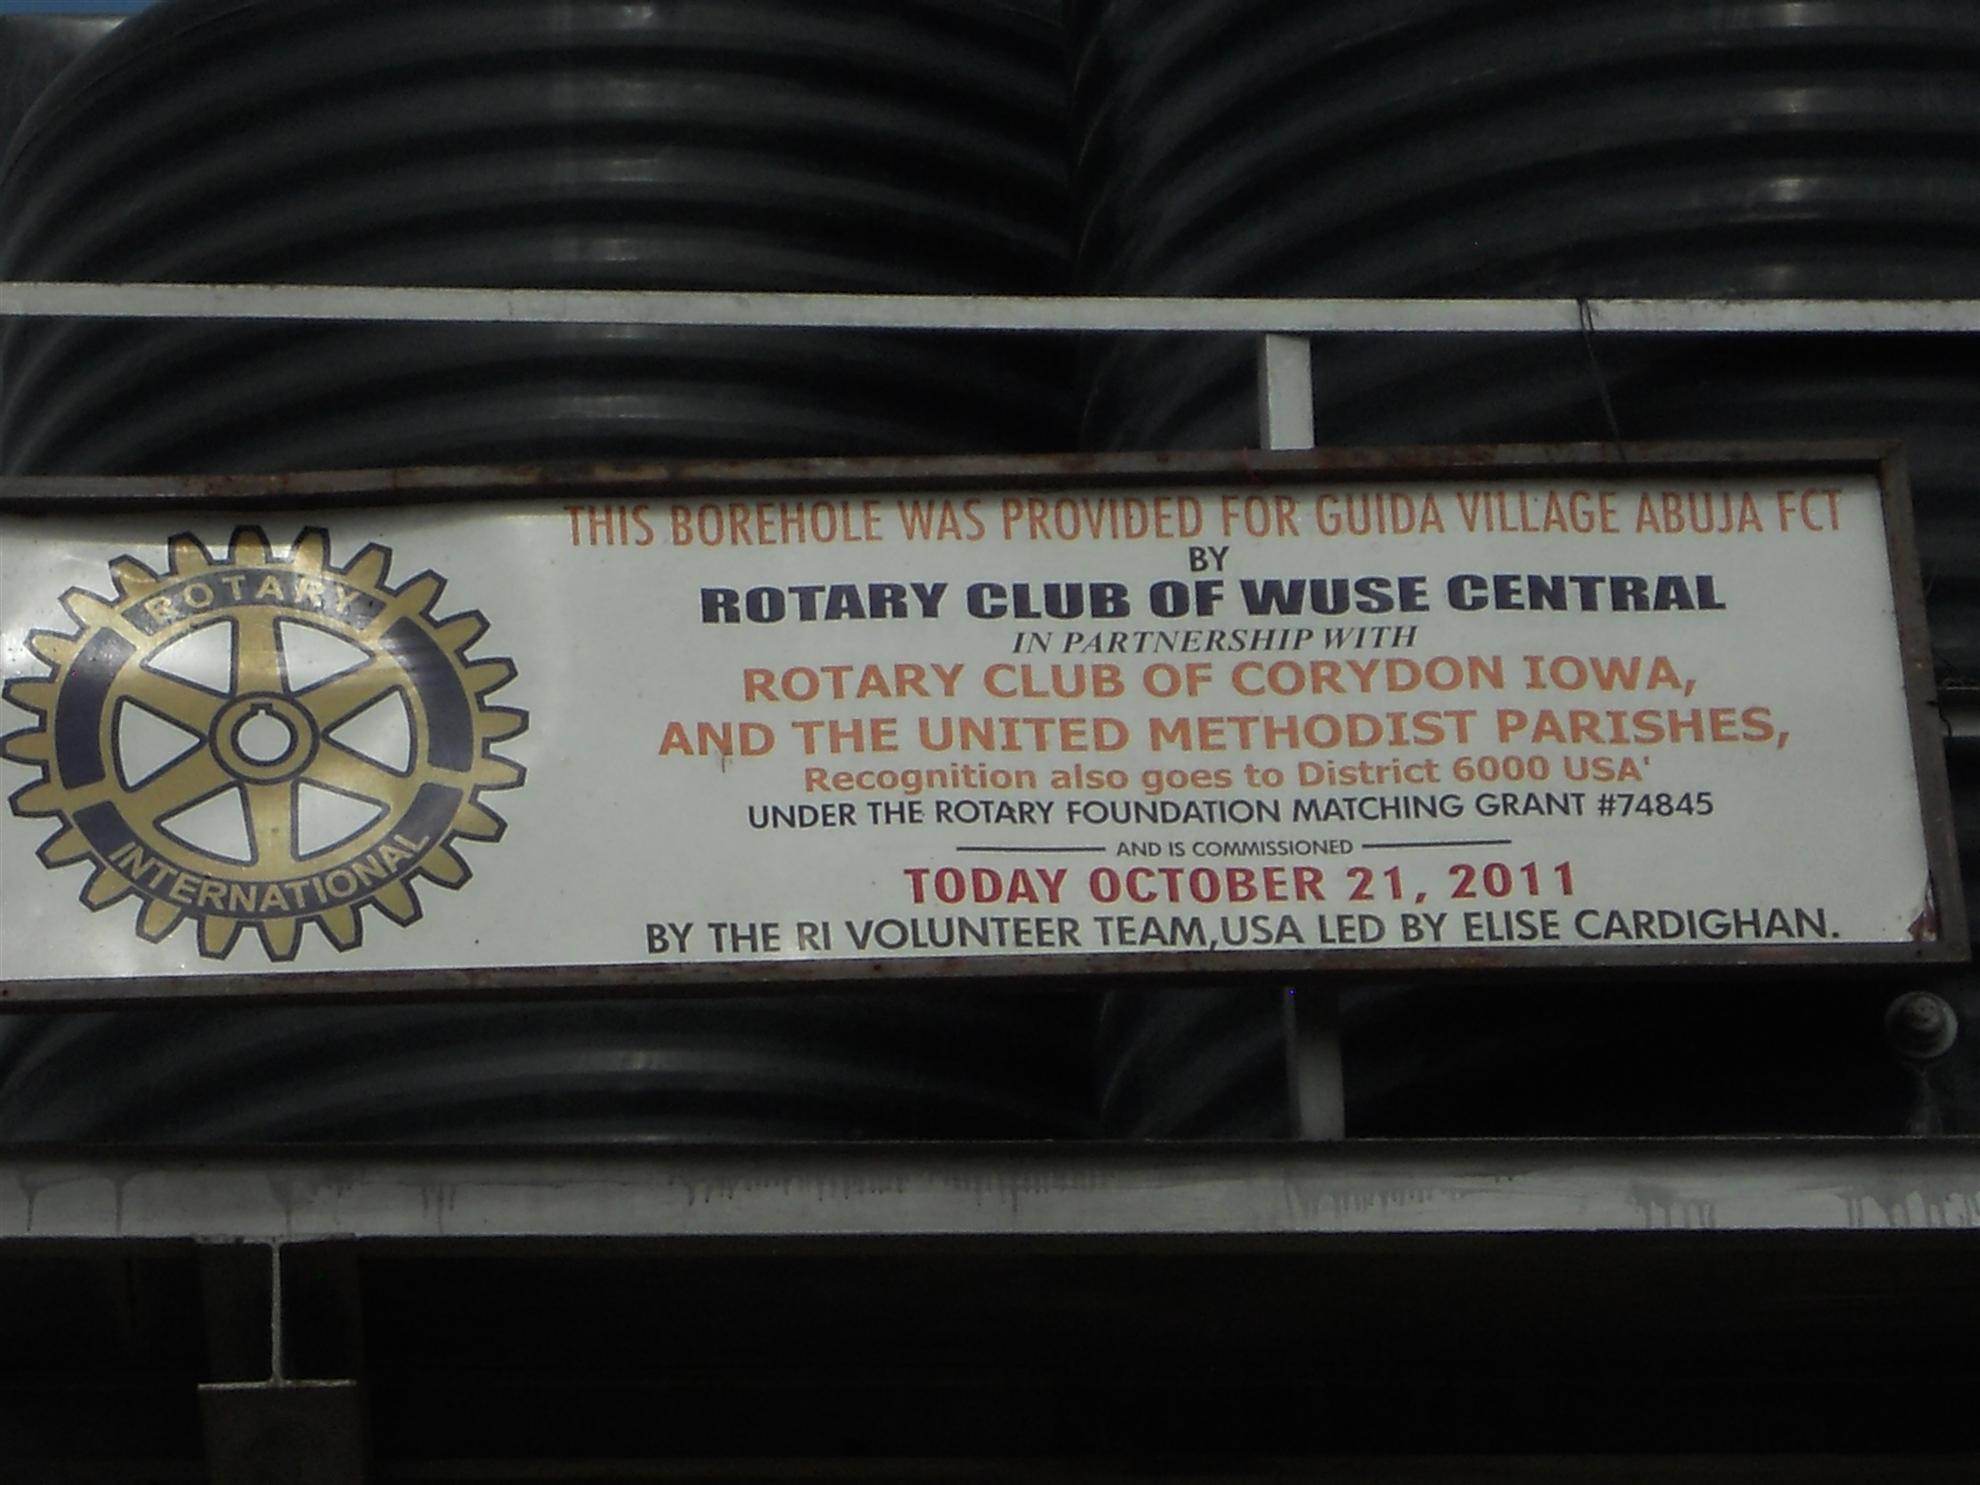 ROTARY
INTERNATIONAL
THIS BOREHOLE WAS PROVIDED FOR GUIDA VILLAGE ABUJA FCT
BY
ROTARY CLUB OF WUSE CENTRAL
IN PARTNERSHIP WITH
ROTARY CLUB OF CORYDON IOWA,
AND THE UNITED METHODIST PARISHES,
Recognition also goes to District 6000 USA'
UNDER THE ROTARY FOUNDATION MATCHING GRANT #74845
AND IS COMMISSIONED
TODAY OCTOBER 21, 2011
BY THE RI VOLUNTEER TEAM,USA LED BY ELISE CARDIGHAN.